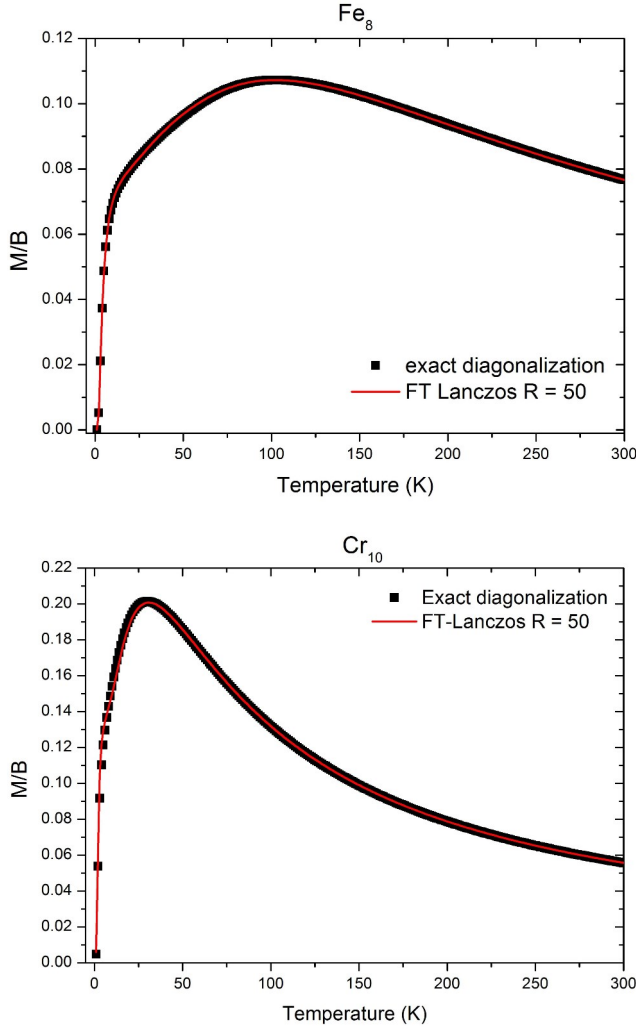 Fe8
0.12
0.10
0.08
0.06
0.04
0.02
0.00
M/B
exact diagonalization
FT Lanczos R = 50
0 50 100 150 200 250 300
Temperature (K)
Cr10
0.22
0.20
0.18
0.16
0.14
0.12
0.10
0.08
0.06
0.04
0.02
0.00
M/B
Exact diagonalization
FT-Lanczos R = 50
0 50 100 150 200 250 300
Temperature (K)